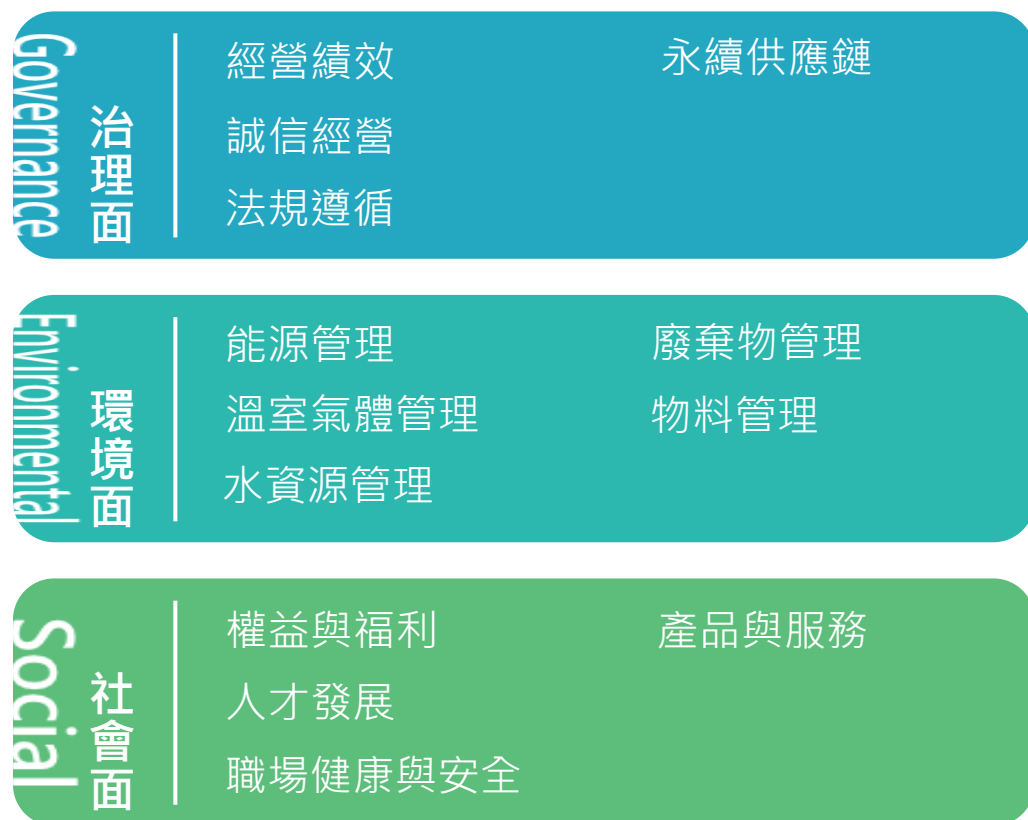 Governance
治理面
經營績效
誠信經營
法規遵循
永續供應鏈
Environmental
環境面
能源管理
溫室氣體管理
水資源管理
廢棄物管理
物料管理
Social
社會面
權益與福利
人才發展
職場健康與安全
產品與服務